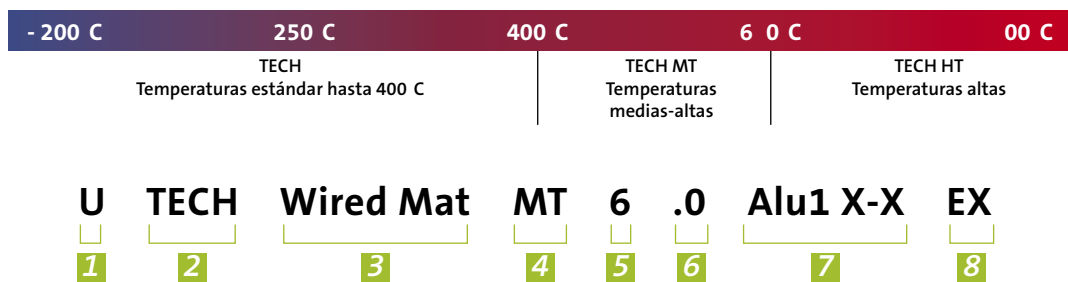 - 200 C 250 C 400 C 6 0 C 00 C
TECH
Temperaturas estándar hasta 400 C
TECH MT
Temperaturas
medias-altas
TECH HT
Temperaturas altas
U TECH Wired Mat MT 6 .0 Alu1 X-X EX
1 2 3 4 5 6 7 8